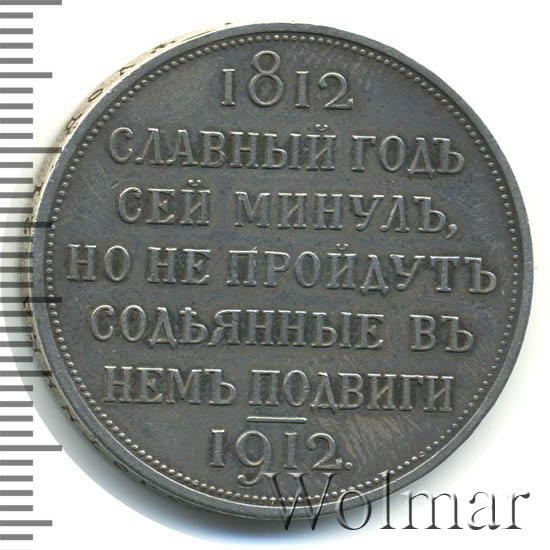 1812
СЛАВНЫЙ ГОДЪ
СЕЙ МИНУЛЪ,
НО НЕ ПРОЙДУТЪ
СОДѢЯННЫЕ ВЪ
НЕМЪ ПОДВИГИ
1912.
Wolmar